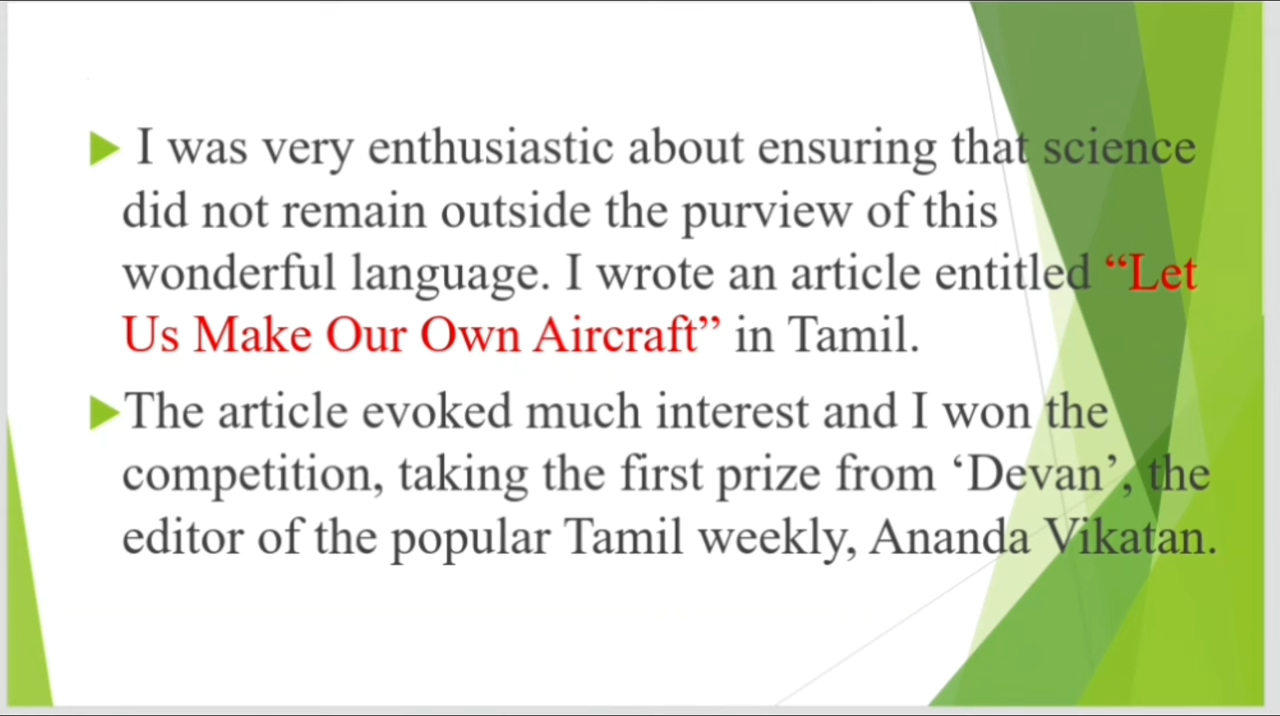 I was very enthusiastic about ensuring that science
did not remain outside the purview of this
wonderful language. I wrote an article entitled “Let
Us Make Our Own Aircraft” in Tamil.
The article evoked much interest and I won the
competition, taking the first prize from ‘Devan’, the
editor of the popular Tamil weekly, Ananda Vikatan.